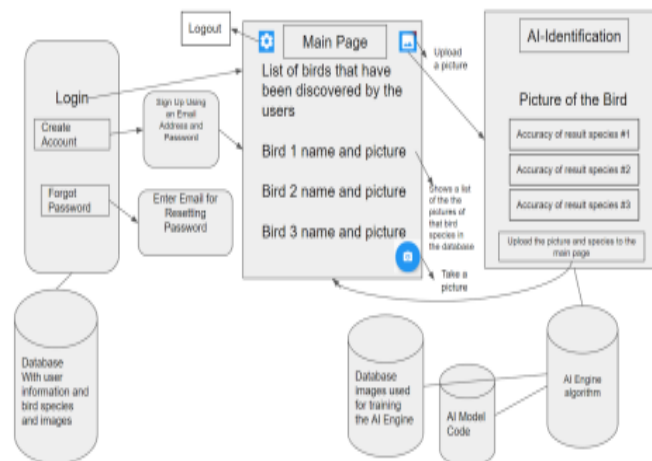 Logout
Main Page
Upload
a picture
AI-Identification
Login
List of birds that have
been discovered by the
users
Picture of the Bird
Create
Account
Sign Up Using
an Email
Address and
Password
Bird 1 name and picture
Accuracy of result species #1
Accuracy of result species #2
Accuracy of result species #3
Forgot
Password
Enter Email for
Resetting
Password
Bird 2 name and picture
Shows a list
of the the
pictures of
that bird
species in
the database
Bird 3 name and picture
Upload the picture and species to the
main page
Take a
picture
Database
With user
information and
bird species
and images
Database
images used
for training
the AI Engine
AI Model
Code
AI Engine
algorithm